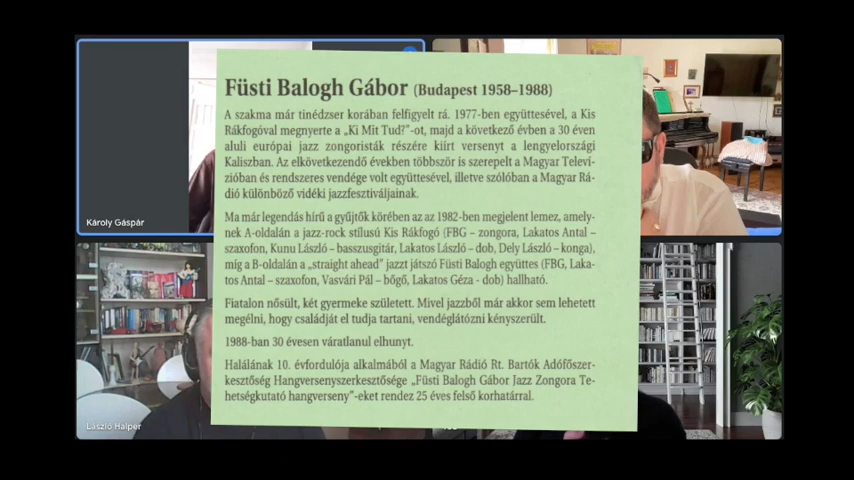 Füsti Balogh Gábor (Budapest 1958–1988)
A szakma már tinédzser korában felfigyelt rá. 1977-ben együttesével, a Kis
Rákfogóval megnyerte a „Ki Mit Tud?"-ot, majd a következő évben a 30 éven
aluli európai jazz zongoristák részére kiírt versenyt a lengyelországi
Kaliszban. Az elkövetkezendő években többször is szerepelt a Magyar Televí-
zióban és rendszeres vendége volt együttesével, illetve szólóban a Magyar Rá-
dió különböző vidéki jazzfesztiváljainak.
Ma már legendás hírű a gyűjtők körében az az 1982-ben megjelent lemez, amely-
nek A-oldalán a jazz-rock stílusú Kis Rákfogó (FBG – zongora, Lakatos Antal –
szaxofon, Kunu László – basszusgitár, Lakatos László – dob, Dely László – konga),
míg a B-oldalán a „straight ahead" jazzt játszó Füsti Balogh együttes (FBG, Laka-
tos Antal – szaxofon, Vasvári Pál – bőgő, Lakatos Géza - dob) hallható.
Fiatalon nősült, két gyermeke született. Mivel jazzből már akkor sem lehetett
megélni, hogy családját el tudja tartani, vendéglátózni kényszerült.
1988-ban 30 évesen váratlanul elhunyt.
Halálának 10. évfordulója alkalmából a Magyar Rádió Rt. Bartók Adófőszer-
kesztőség Hangversenyszerkesztősége „Füsti Balogh Gábor Jazz Zongora Te-
hetségkutató hangverseny"-eket rendez 25 éves felső korhatárral.
Károly Gáspár
László Halper